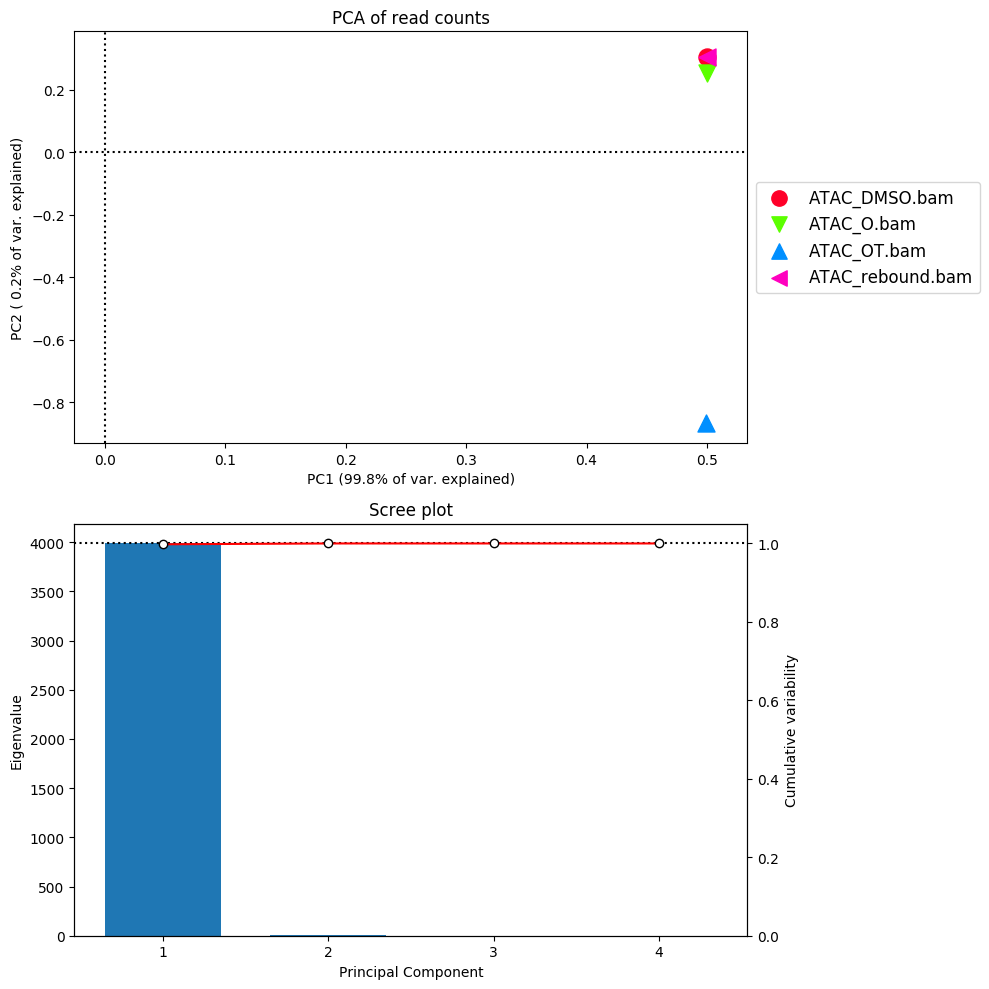 PCA of read counts
PC2 ( 0.2% of var. explained)
0.2
0.0
−0.2
−0.4
−0.6
−0.8
0.0 0.1 0.2 0.3 0.4 0.5
PC1 (99.8% of var. explained)
ATAC_DMSO.bam
ATAC_O.bam
ATAC_OT.bam
ATAC_rebound.bam
Scree plot
Eigenvalue
4000
3500
3000
2500
2000
1500
1000
500
0
1 2 3 4
Principal Component
1.0
0.8
0.6
0.4
0.2
0.0
Cumulative variability